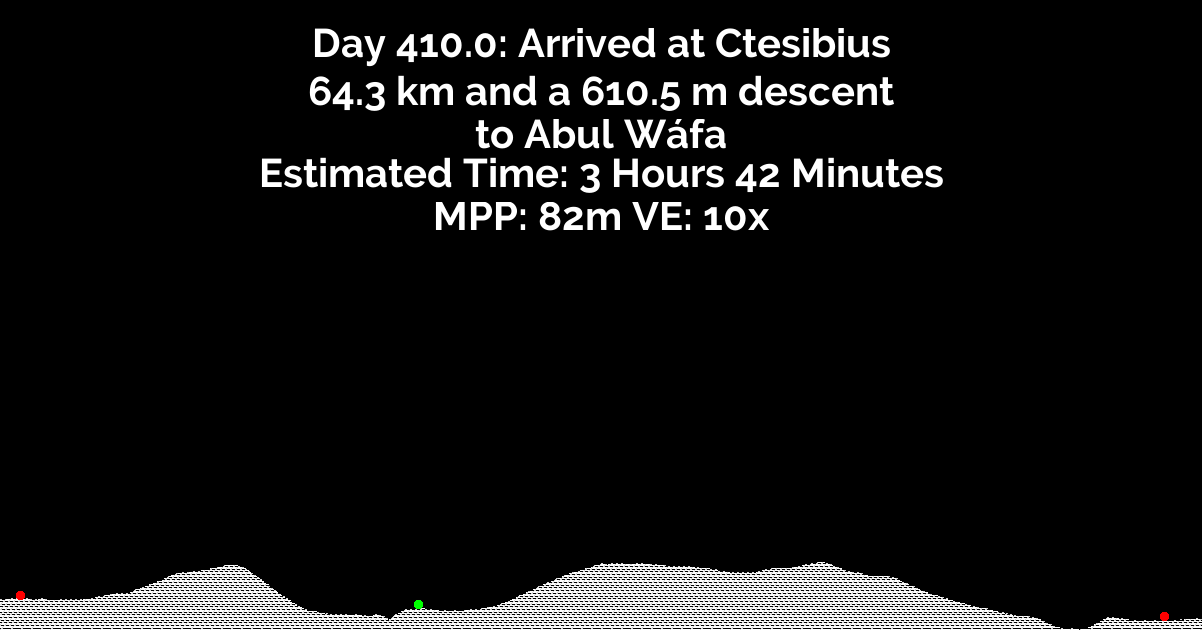 Day 410.0: Arrived at Ctesibius
64.3 km and a 610.5 m descent
to Abul Wáfa
Estimated Time: 3 Hours 42 Minutes
MPP: 82m VE: 10x